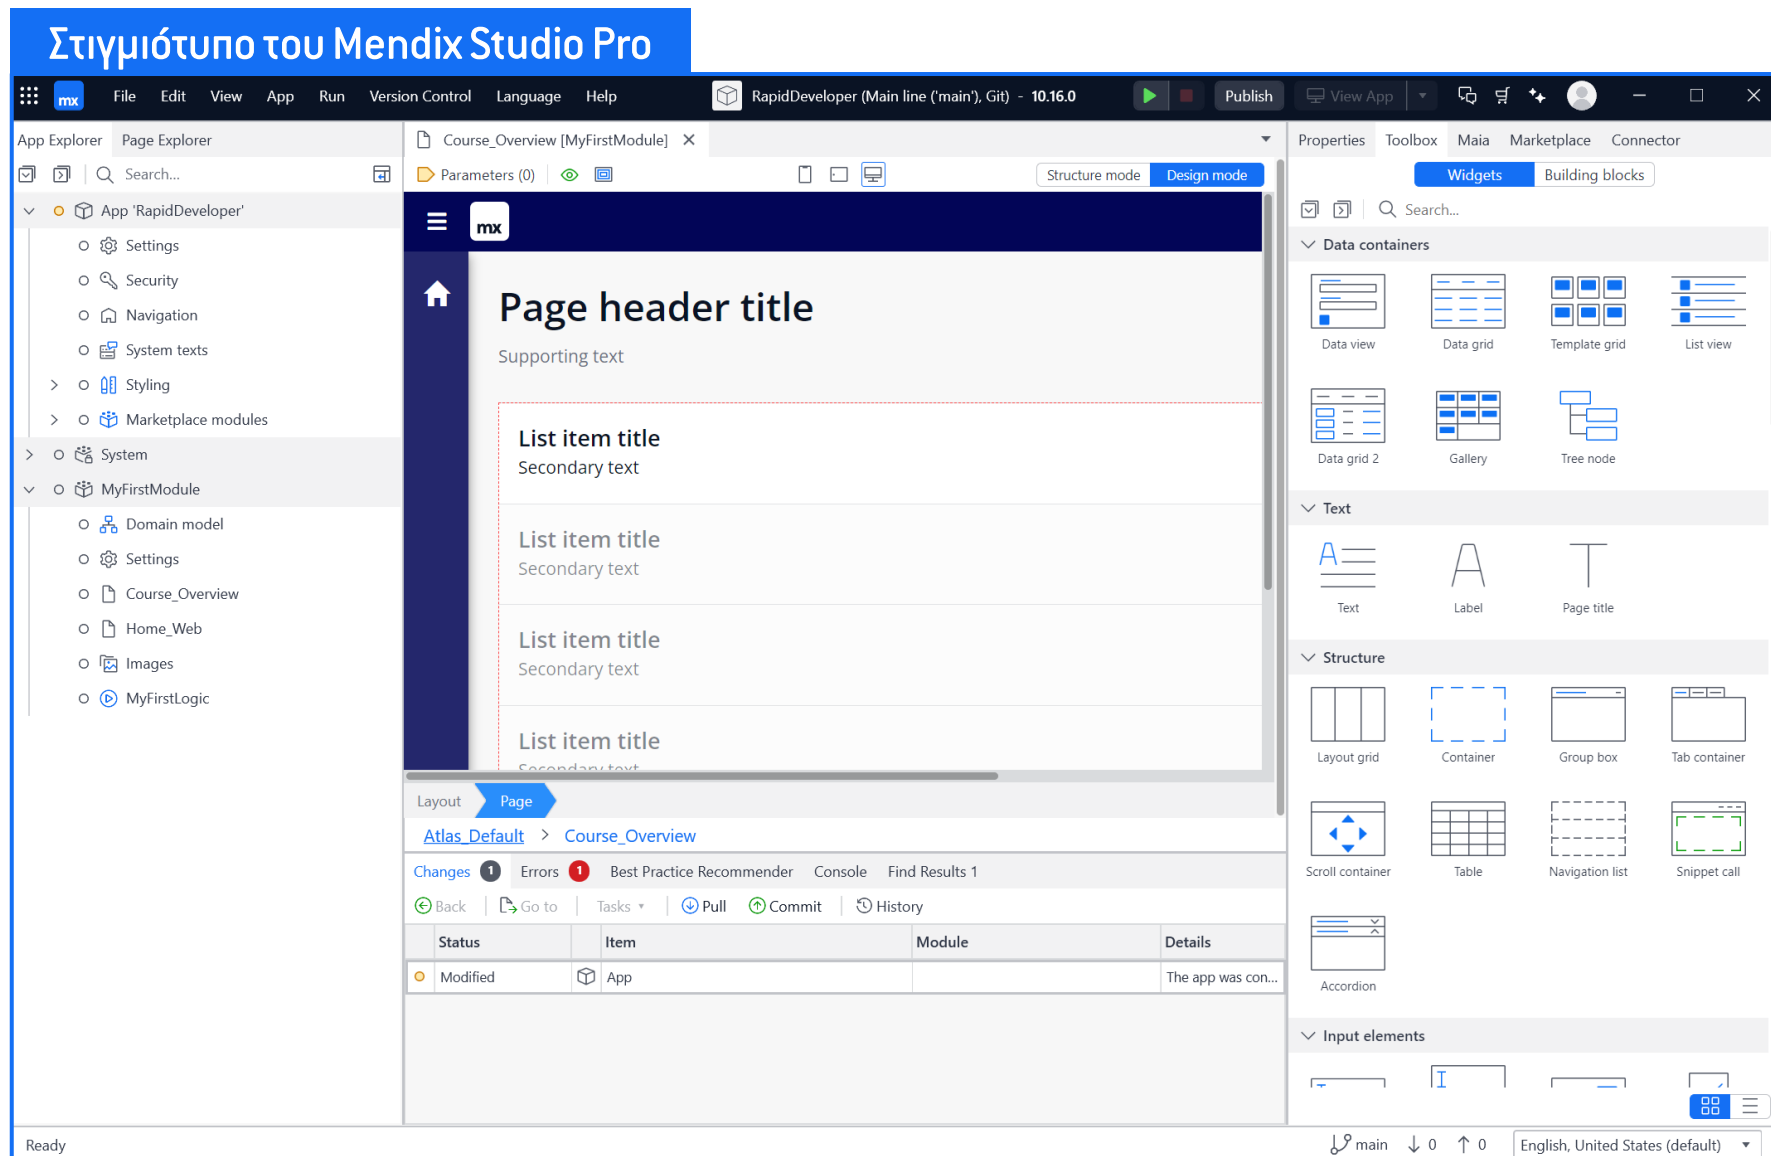 Στιγμιότυπο του Mendix Studio Pro
mx File Edit View App Run Version Control Language Help RapidDeveloper (Main line ('main'), Git) - 10.16.0 Publish View App
App Explorer Page Explorer
Search...
App 'RapidDeveloper'
Settings
Security
Navigation
System texts
Styling
Marketplace modules
System
MyFirstModule
Domain model
Settings
Course_Overview
Home_Web
Images
MyFirstLogic
Course_Overview [MyFirstModule]
Parameters (0) Structure mode Design mode
mx
Page header title
Supporting text
List item title
Secondary text
List item title
Secondary text
List item title
Secondary text
List item title
Secondary text
Layout Page
Atlas_Default > Course_Overview
Changes 1 Errors 1 Best Practice Recommender Console Find Results 1
Back Go to Tasks Pull Commit History
Status Item Module Details
Modified App The app was con...
Properties Toolbox Maia Marketplace Connector
Widgets Building blocks
Search...
Data containers
Data view Data grid Template grid List view
Data grid 2 Gallery Tree node
Text
Text Label Page title
Structure
Layout grid Container Group box Tab container
Scroll container Table Navigation list Snippet call
Accordion
Input elements
Ready main 0 0 English, United States (default)